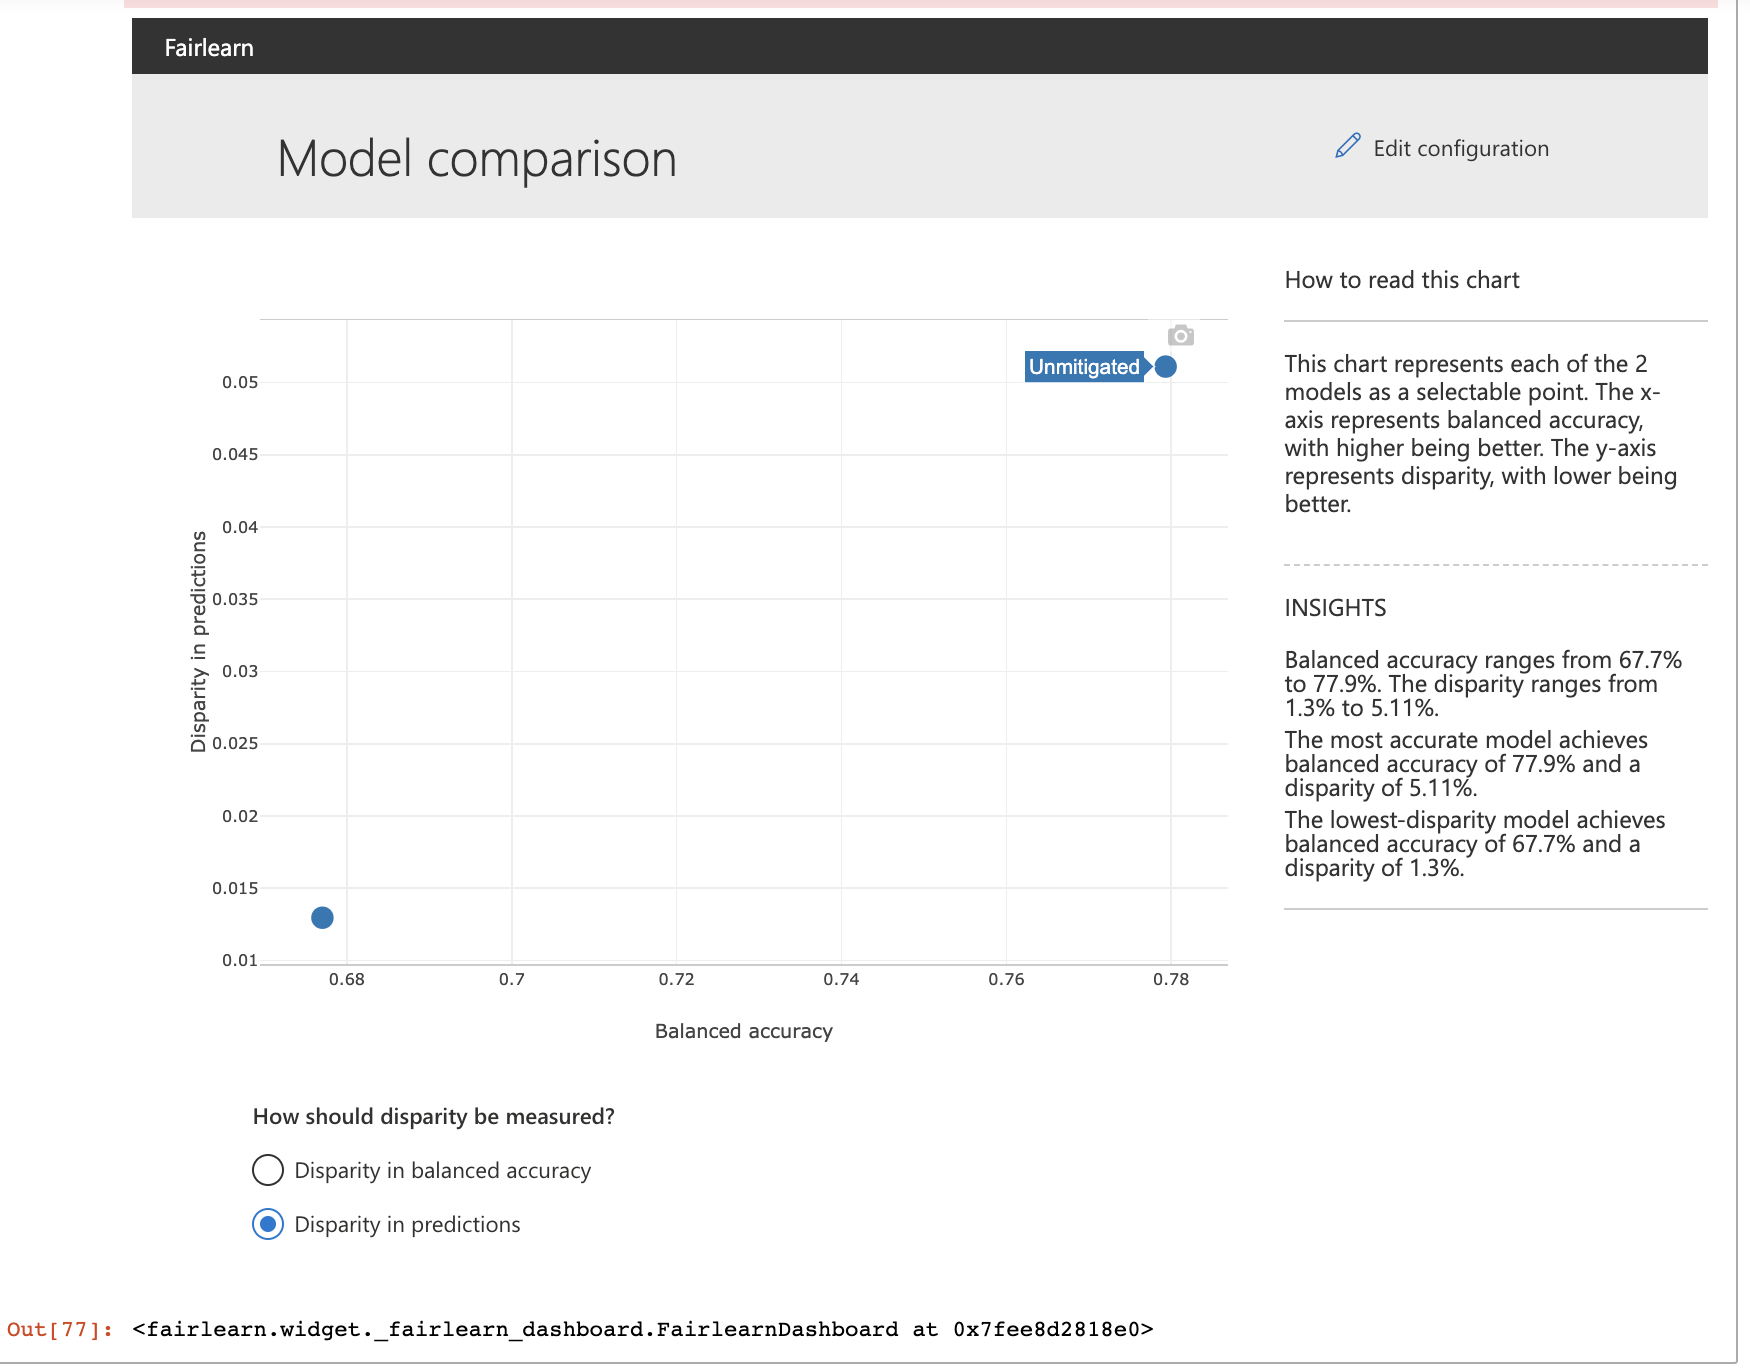 Fairlearn
Model comparison
Edit configuration
How to read this chart
This chart represents each of the 2
models as a selectable point. The x-
axis represents balanced accuracy,
with higher being better. The y-axis
represents disparity, with lower being
better.
INSIGHTS
Balanced accuracy ranges from 67.7%
to 77.9%. The disparity ranges from
1.3% to 5.11%.
The most accurate model achieves
balanced accuracy of 77.9% and a
disparity of 5.11%.
The lowest-disparity model achieves
balanced accuracy of 67.7% and a
disparity of 1.3%.
Unmitigated
Disparity in predictions
0.05
0.045
0.04
0.035
0.03
0.025
0.02
0.015
0.01
0.68 0.7 0.72 0.74 0.76 0.78
Balanced accuracy
How should disparity be measured?
Disparity in balanced accuracy
Disparity in predictions
Out[77]: <fairlearn.widget._fairlearn_dashboard.FairlearnDashboard at 0x7fee8d2818e0>